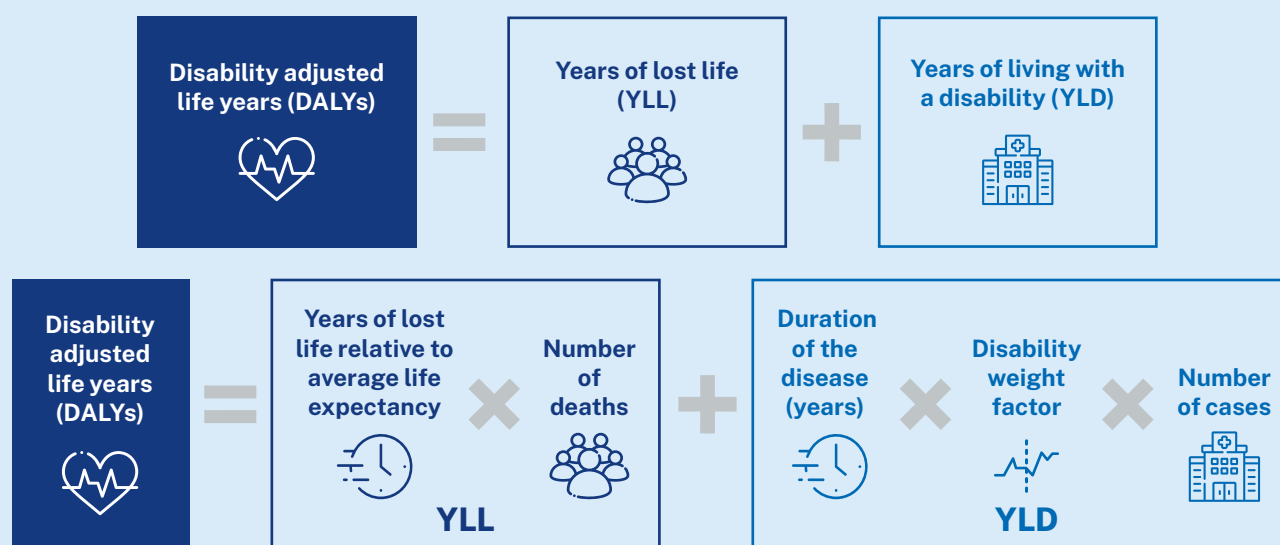 Disability adjusted
life years (DALYs)
=
Years of lost life
(YLL)
+
Years of living with
a disability (YLD)
Disability
adjusted
life years
(DALYs)
=
Years of lost
life relative to
average life
expectancy
×
Number
of
deaths
YLL
+
Duration
of the
disease
(years)
×
Disability
weight
factor
×
Number
of cases
YLD